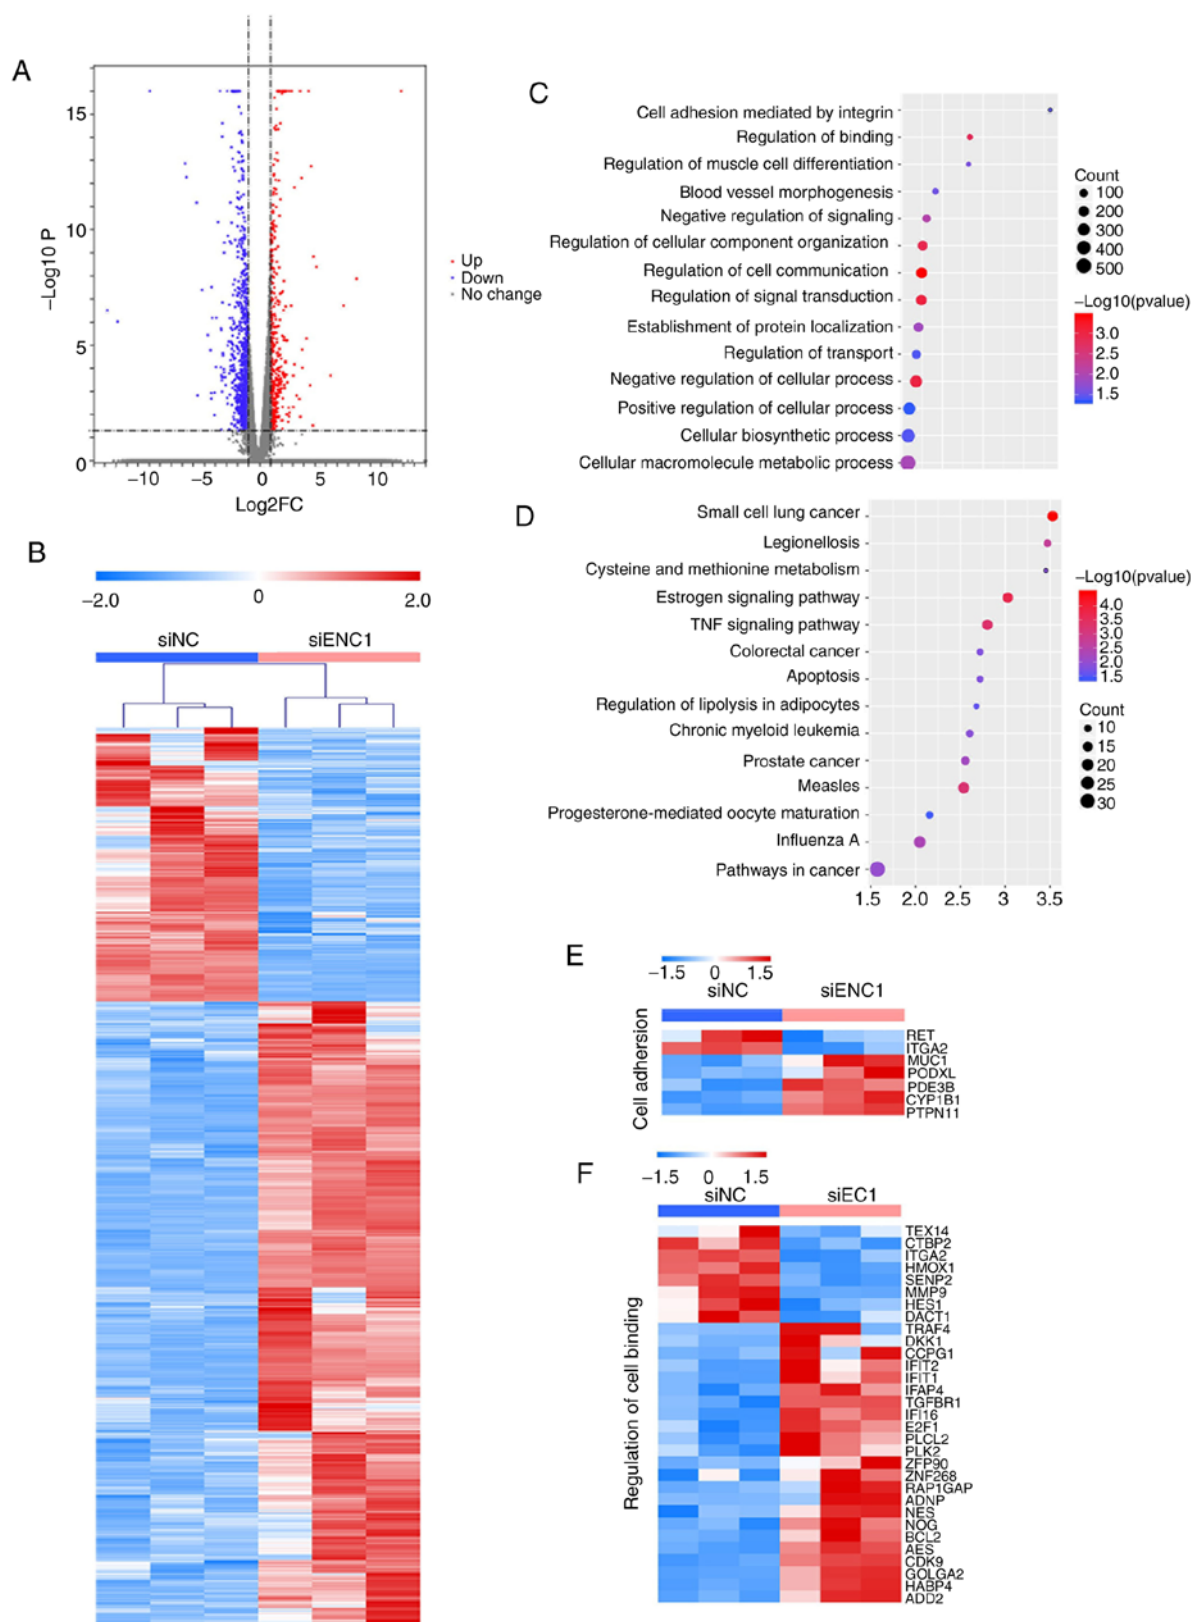 A
−Log10 P
15
10
5
0
−10 −5 0 5 10
Log2FC
Up
Down
No change
B
−2.0 0 2.0
siNC siENC1
C
Cell adhesion mediated by integrin
Regulation of binding
Regulation of muscle cell differentiation
Blood vessel morphogenesis
Negative regulation of signaling
Regulation of cellular component organization
Regulation of cell communication
Regulation of signal transduction
Establishment of protein localization
Regulation of transport
Negative regulation of cellular process
Positive regulation of cellular process
Cellular biosynthetic process
Cellular macromolecule metabolic process
Count
100
200
300
400
500
−Log10(pvalue)
3.0
2.5
2.0
1.5
D
Small cell lung cancer
Legionellosis
Cysteine and methionine metabolism
Estrogen signaling pathway
TNF signaling pathway
Colorectal cancer
Apoptosis
Regulation of lipolysis in adipocytes
Chronic myeloid leukemia
Prostate cancer
Measles
Progesterone-mediated oocyte maturation
Influenza A
Pathways in cancer
1.5 2.0 2.5 3 3.5
−Log10(pvalue)
4.0
3.5
3.0
2.5
2.0
1.5
Count
10
15
20
25
30
E
−1.5 0 1.5
siNC siENC1
Cell adhersion
RET
ITGA2
MUC1
PODXL
PDE3B
CYP1B1
PTPN11
F
−1.5 0 1.5
siNC siEC1
Regulation of cell binding
TEX14
CTBP2
ITGA2
HMOX1
SENP2
MMP9
HES1
DACT1
TRAF4
DKK1
CCPG1
IFIT2
IFIT1
IFAP4
TGFBR1
IFI16
E2F1
PLCL2
PLK2
ZFP90
ZNF268
RAP1GAP
ADNP
NES
NOG
BCL2
AES
CDK9
GOLGA2
HABP4
ADD2